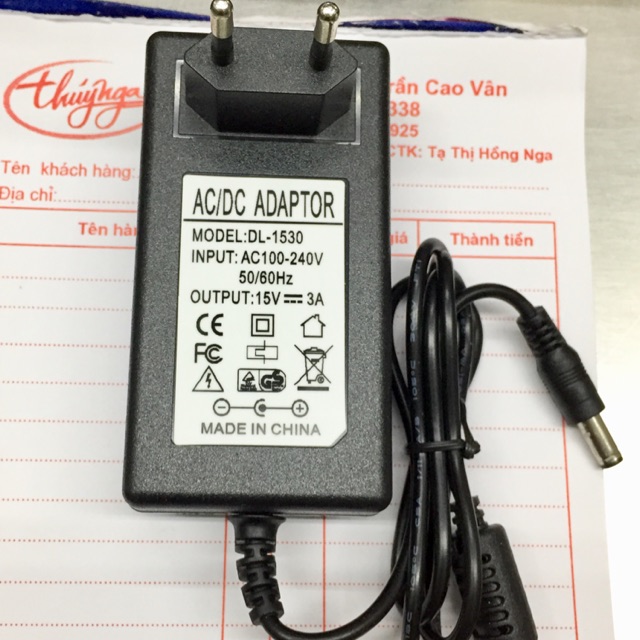 Thúynga
rần Cao Vân
338
925
CTK: Tạ Thị Hồng Nga
Tên khách hàng:
Địa chỉ:
Tên hà
giá
Thành tiền
AC/DC ADAPTOR
MODEL:DL-1530
INPUT: AC100-240V
50/60Hz
OUTPUT:15V⎓3A
CE
FC
GS
MADE IN CHINA